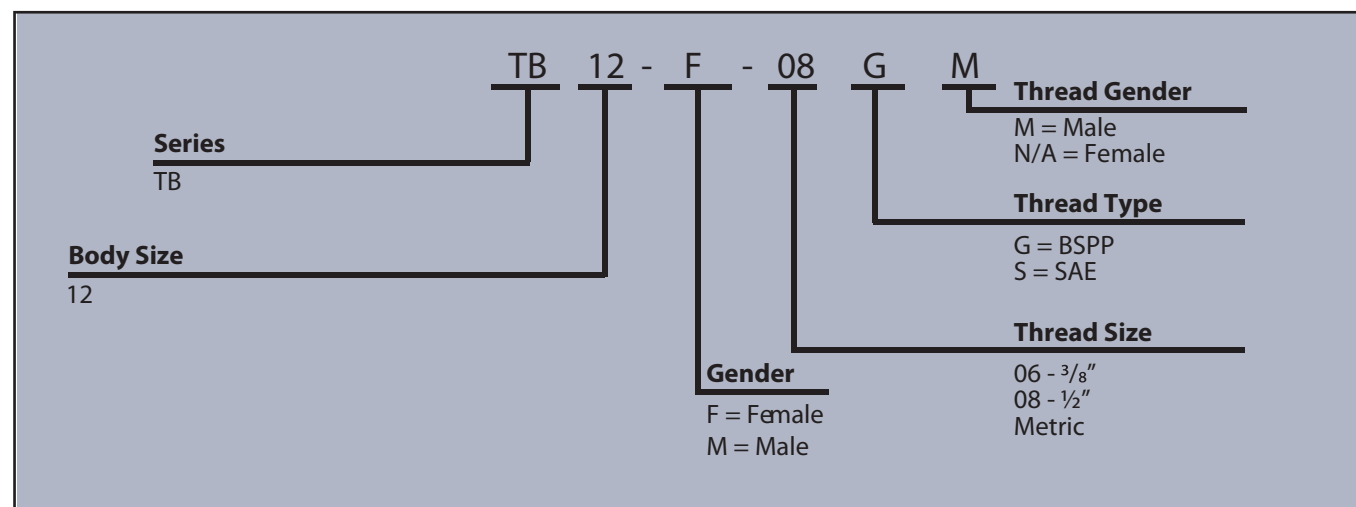 TB 12 - F - 08 G M
Thread Gender
M = Male
N/A = Female
Series
TB
Thread Type
G = BSPP
S = SAE
Body Size
12
Thread Size
06 - ³/₈"
08 - ½"
Metric
Gender
F = Female
M = Male